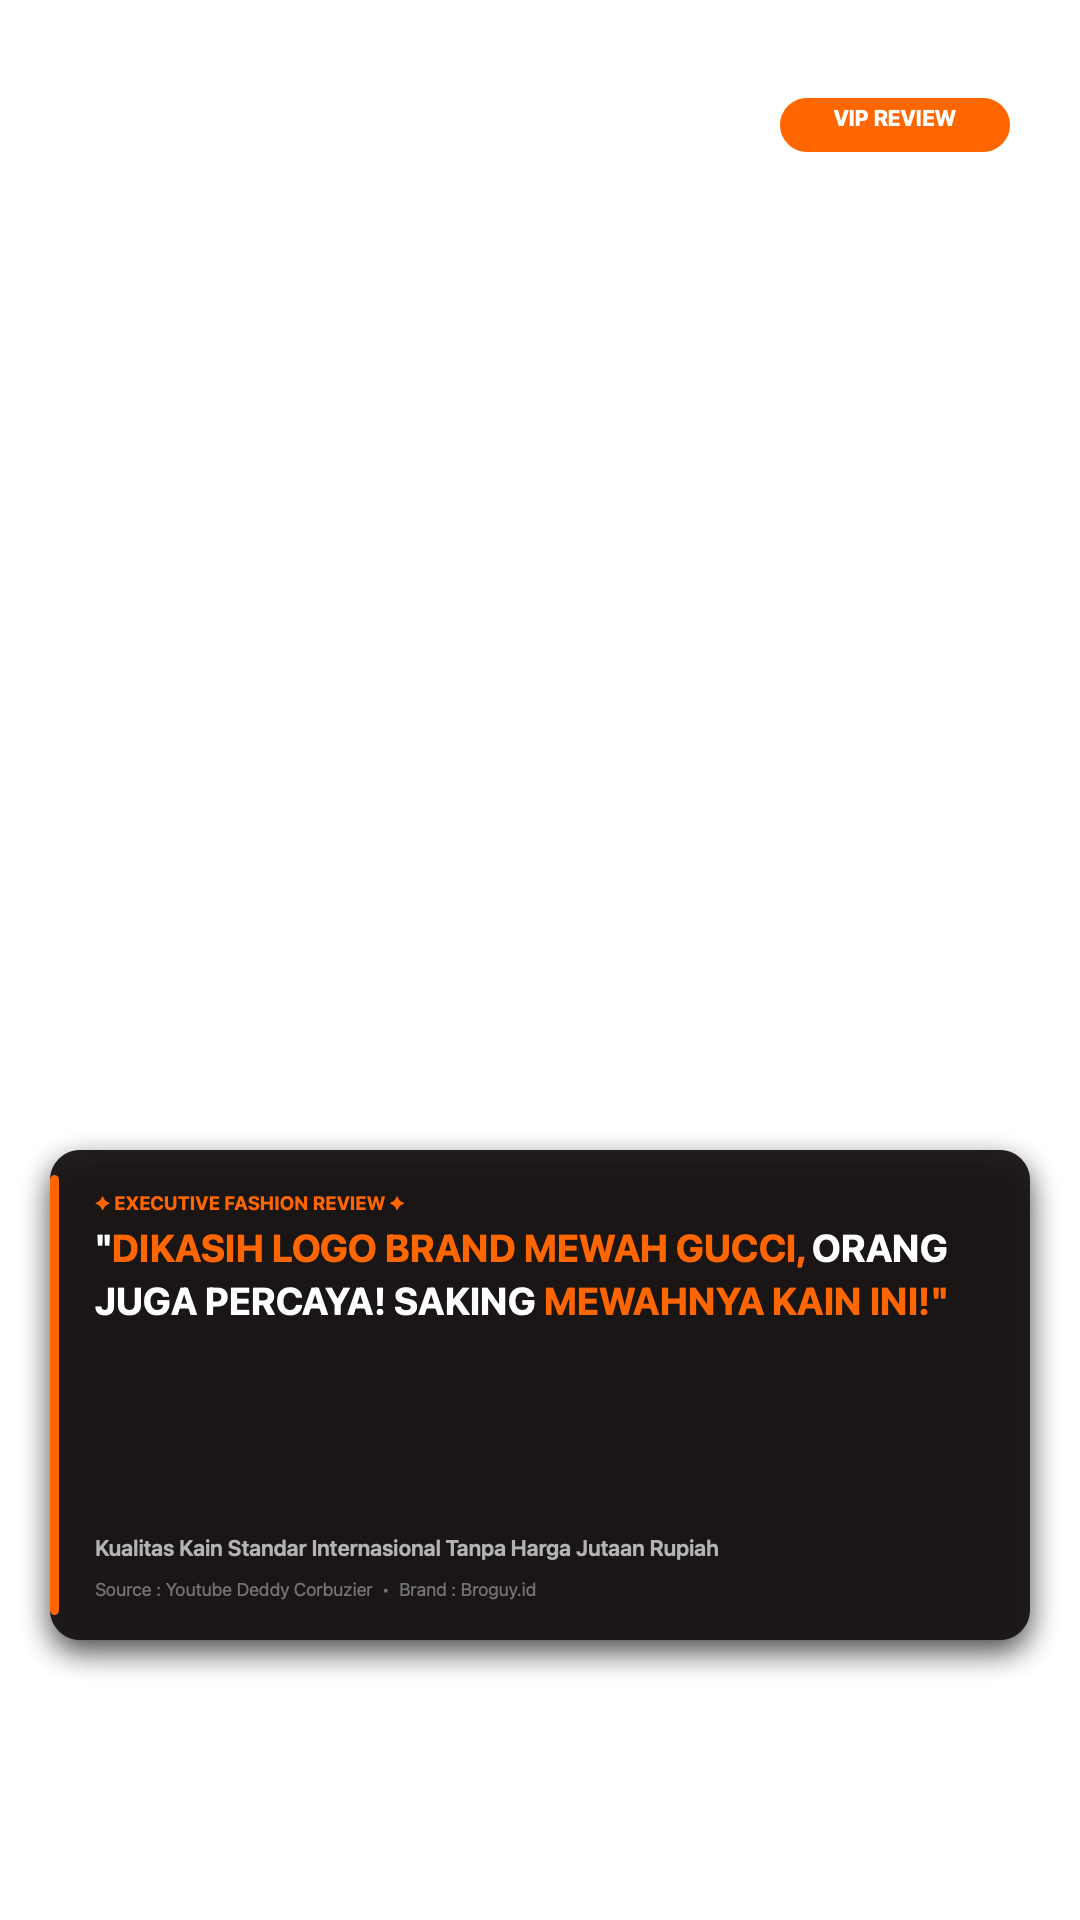 VIP REVIEW
✦ EXECUTIVE FASHION REVIEW ✦
"DIKASIH LOGO BRAND MEWAH GUCCI, ORANG
JUGA PERCAYA! SAKING MEWAHNYA KAIN INI!"
Kualitas Kain Standar Internasional Tanpa Harga Jutaan Rupiah
Source : Youtube Deddy Corbuzier • Brand : Broguy.id